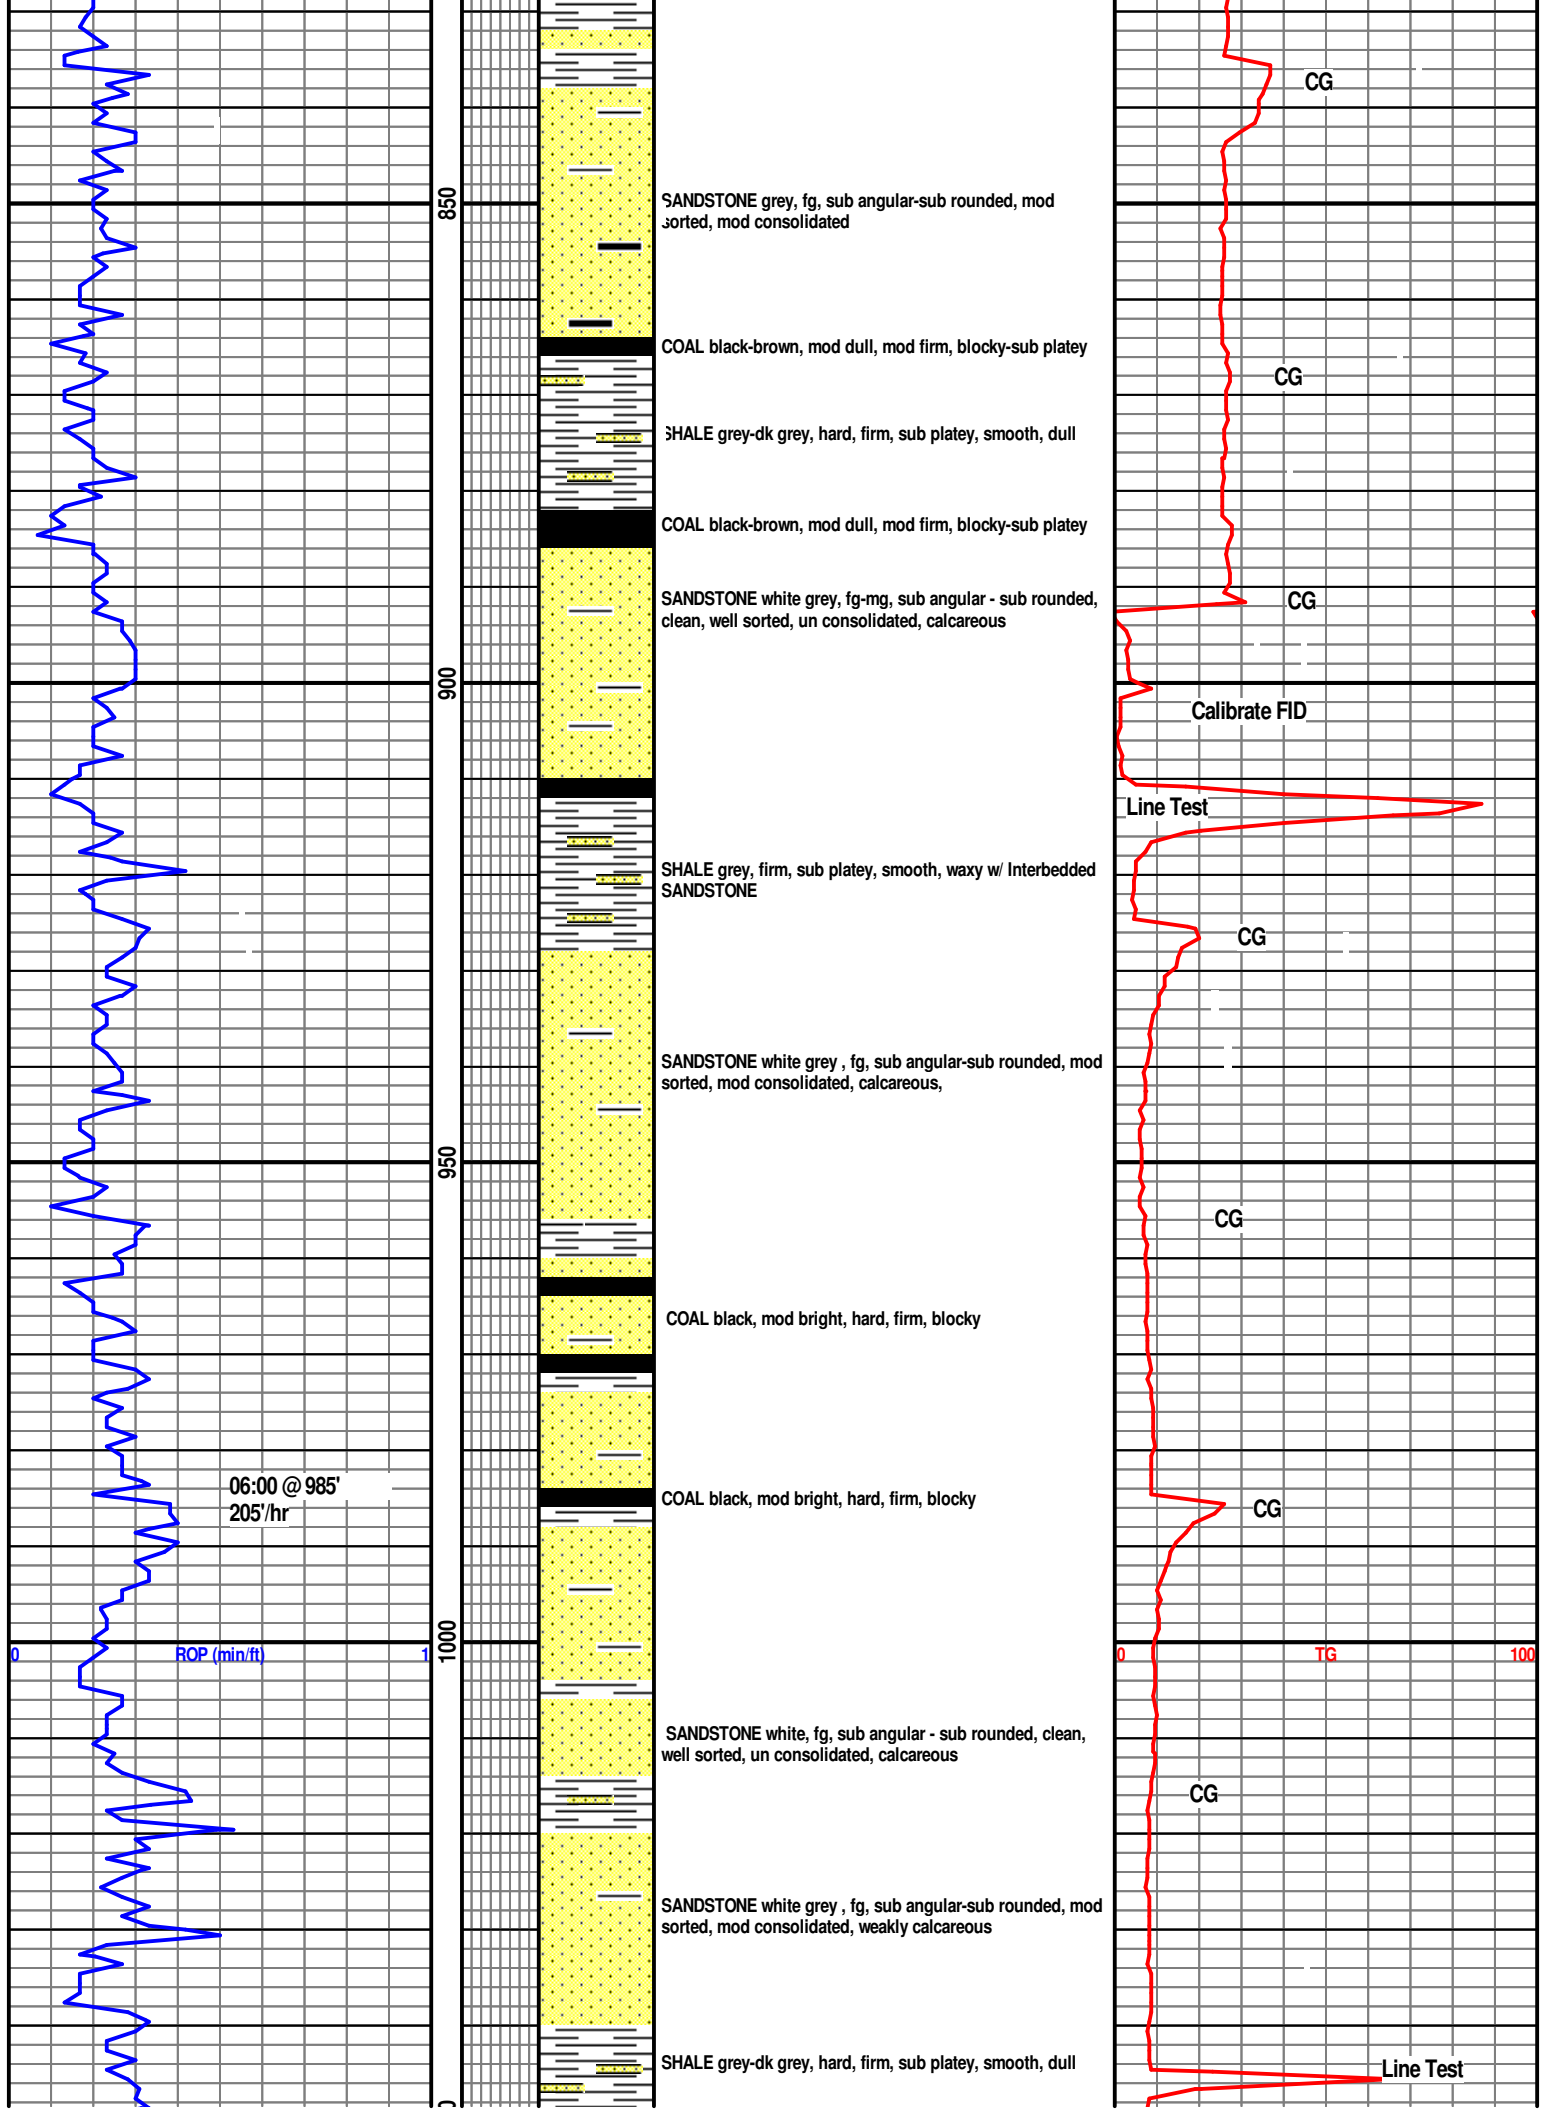 CG
850
SANDSTONE grey, fg, sub angular-sub rounded, mod
sorted, mod consolidated
COAL black-brown, mod dull, mod firm, blocky-sub platey
CG
SHALE grey-dk grey, hard, firm, sub platey, smooth, dull
COAL black-brown, mod dull, mod firm, blocky-sub platey
SANDSTONE white grey, fg-mg, sub angular - sub rounded,
clean, well sorted, un consolidated, calcareous
CG
900
Calibrate FID
Line Test
SHALE grey, firm, sub platey, smooth, waxy w/ Interbedded
SANDSTONE
CG
SANDSTONE white grey , fg, sub angular-sub rounded, mod
sorted, mod consolidated, calcareous,
950
CG
COAL black, mod bright, hard, firm, blocky
06:00 @ 985'
205'/hr
COAL black, mod bright, hard, firm, blocky
CG
1000
0 ROP (min/ft) 1
0 TG 100
SANDSTONE white, fg, sub angular - sub rounded, clean,
well sorted, un consolidated, calcareous
CG
SANDSTONE white grey , fg, sub angular-sub rounded, mod
sorted, mod consolidated, weakly calcareous
SHALE grey-dk grey, hard, firm, sub platey, smooth, dull
Line Test